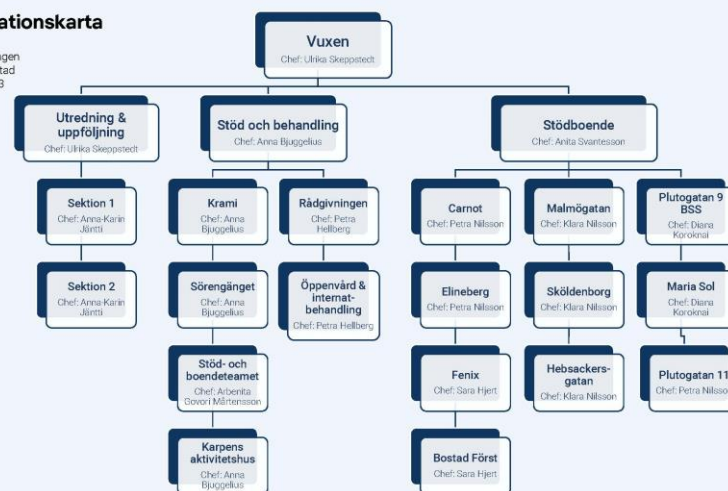 ationskarta
gen
tad
3
Vuxen
Chef: Ulrika Skeppstedt
Utredning &
uppföljning
Chef: Ulrika Skeppstedt
Stöd och behandling
Chef: Anna Bjuggelius
Stödboende
Chef: Anita Svantesson
Sektion 1
Chef: Anna-Karin
Jäntti
Krami
Chef: Anna
Bjuggelius
Rådgivningen
Chef: Petra
Hellberg
Carnot
Chef: Petra Nilsson
Malmögatan
Chef: Klara Nilsson
Plutogatan 9
BSS
Chef: Diana
Koroknai
Sektion 2
Chef: Anna-Karin
Jäntti
Sörengänget
Chef: Anna
Bjuggelius
Öppenvård &
internat-
behandling
Chef: Petra Hellberg
Elineberg
Chef: Petra Nilsson
Sköldenborg
Chef: Klara Nilsson
Maria Sol
Chef: Diana
Koroknai
Stöd- och
boendeteamet
Chef: Arbenita
Govori Mårtensson
Fenix
Chef: Sara Hjert
Hebsackers-
gatan
Chef: Klara Nilsson
Plutogatan 11
Chef: Petra Nilsso
Karpens
aktivitetshus
Chef: Anna
Bjuggelius
Bostad Först
Chef: Sara Hjert